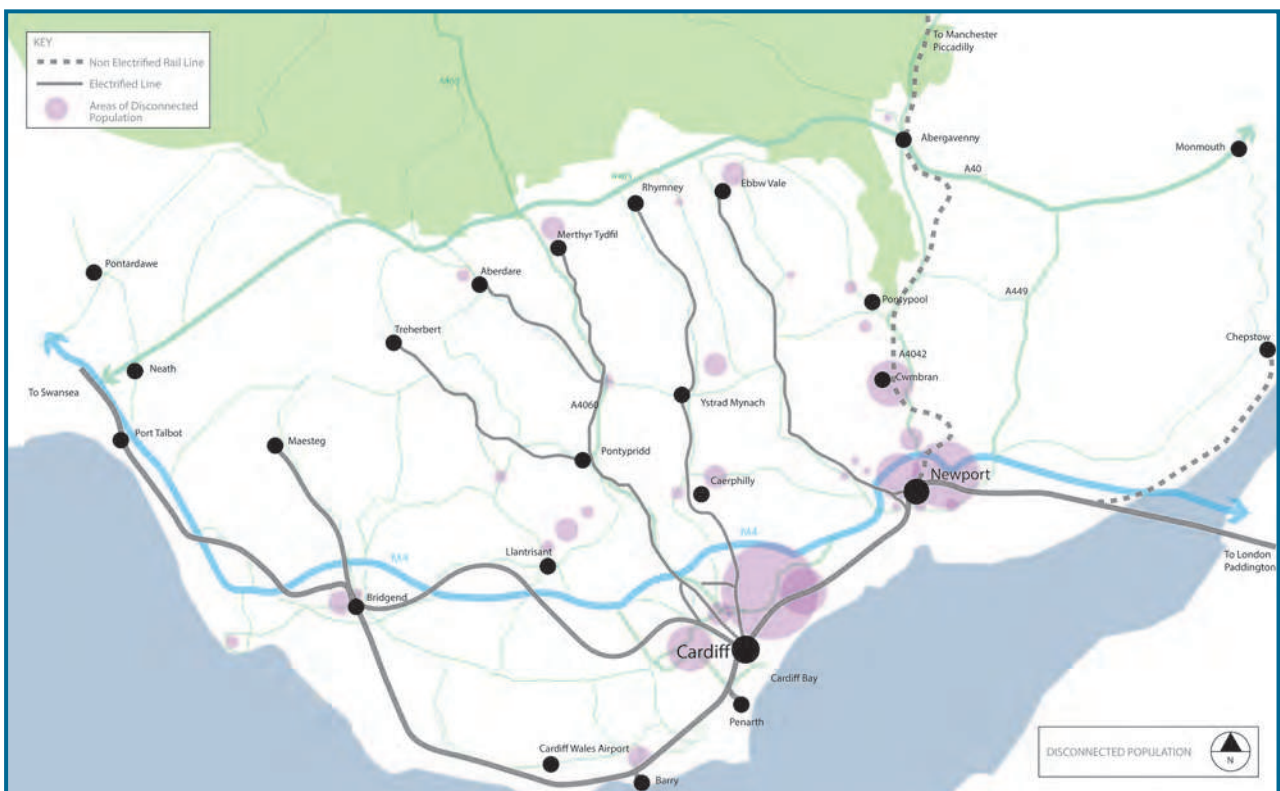 KEY
Non Electrified Rail Line
Electrified Line
Areas of Disconnected
Population
To Manchester
Piccadilly
Abergavenny
Monmouth
A40
Rhymney
Ebbw Vale
Merthyr Tydfil
Pontardawe
Aberdare
A449
Pontypool
Treherbert
Chepstow
A4042
Neath
Cwmbran
To Swansea
A4060
Ystrad Mynach
Port Talbot
Maesteg
Pontypridd
Newport
Caerphilly
M4
Llantrisant
M4
To London
Paddington
Bridgend
Cardiff
Cardiff Bay
Penarth
Cardiff Wales Airport
Barry
DISCONNECTED POPULATION
N